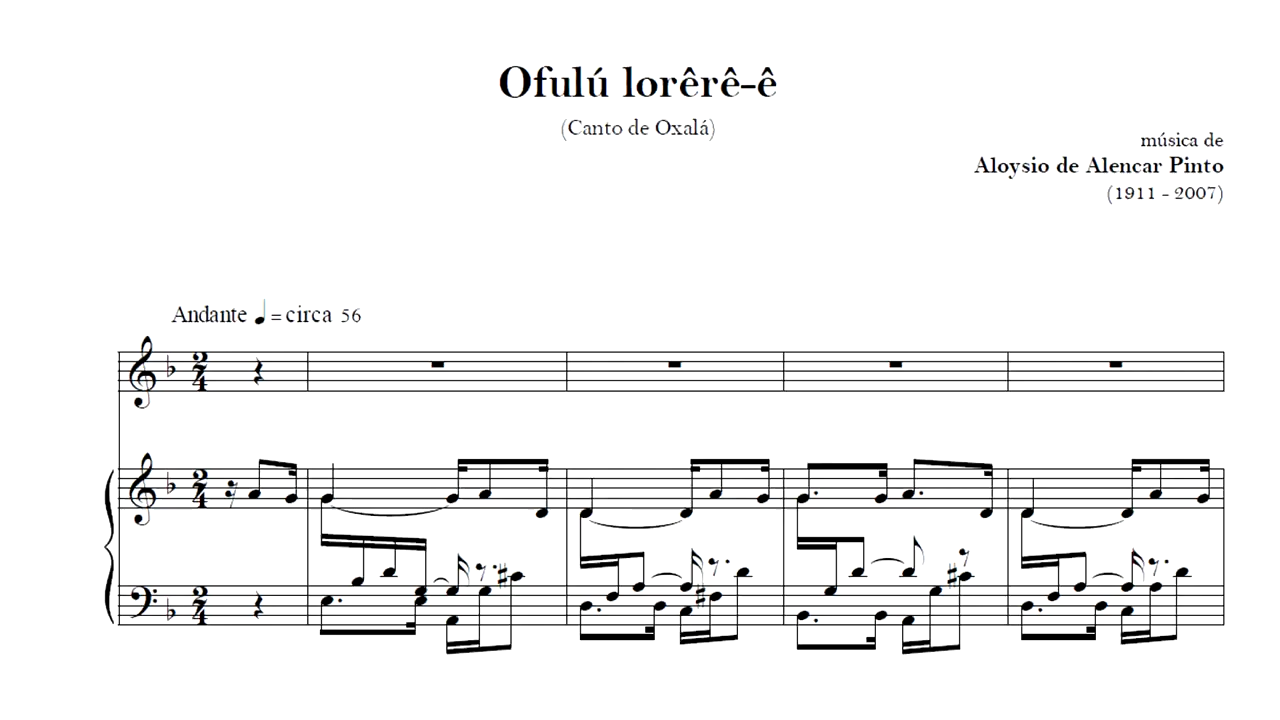 Ofulú lorêrê-ê
(Canto de Oxalá)
música de
Aloysio de Alencar Pinto
(1911 - 2007)
Andante ♩ = circa 56